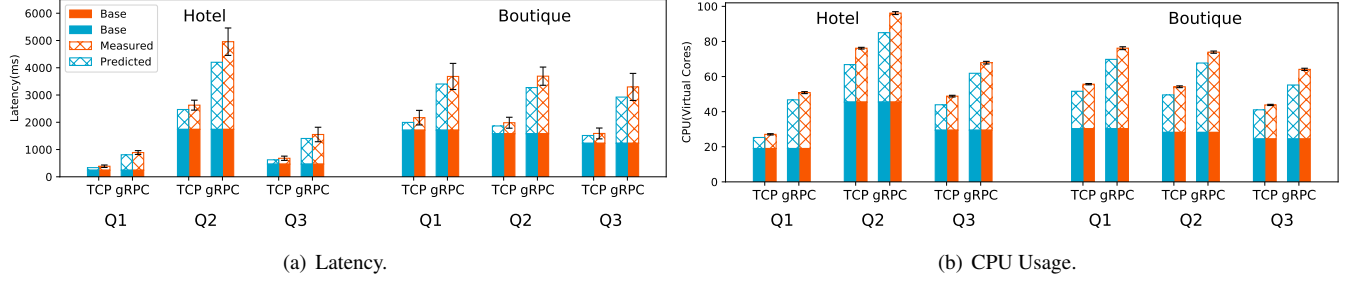 Hotel
Boutique
Base
Base
Measured
Predicted
Latency(ms)
6000
5000
4000
3000
2000
1000
0
TCP gRPC TCP gRPC TCP gRPC TCP gRPC TCP gRPC TCP gRPC
Q1 Q2 Q3 Q1 Q2 Q3
(a) Latency.
Hotel
Boutique
CPU/Virtual Cores)
100
80
60
40
20
0
TCP gRPC TCP gRPC TCP gRPC TCP gRPC TCP gRPC TCP gRPC
Q1 Q2 Q3 Q1 Q2 Q3
(b) CPU Usage.